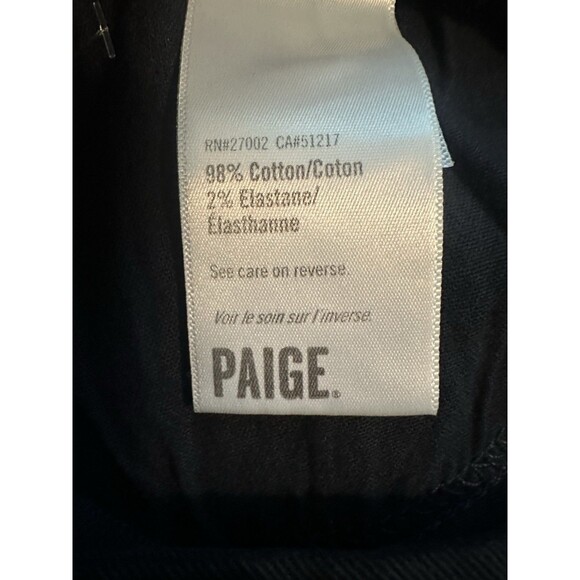 RN#27002 CA#51217
98% Cotton/Coton
2% Elastane/
Élasthanne
See care on reverse.
Voir le soin sur l'inverse.
PAIGE®